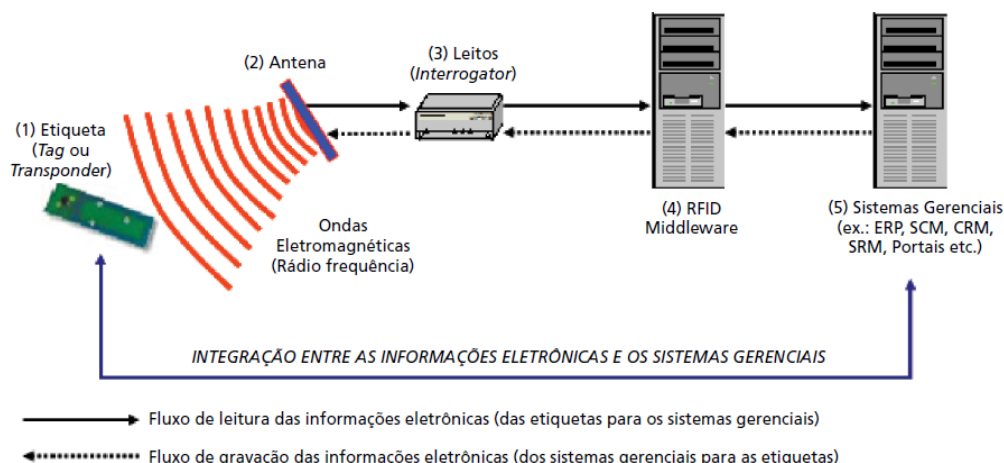 (1) Etiqueta
(Tag ou
Transponder)
(2) Antena
(3) Leitos
(Interrogator)
Ondas
Eletromagnéticas
(Rádio frequência)
(4) RFID
Middleware
(5) Sistemas Gerenciais
(ex.: ERP, SCM, CRM,
SRM, Portais etc.)
INTEGRAÇÃO ENTRE AS INFORMAÇÕES ELETRÔNICAS E OS SISTEMAS GERENCIAIS
Fluxo de leitura das informações eletrônicas (das etiquetas para os sistemas gerenciais)
Fluxo de gravação das informações eletrônicas (dos sistemas gerenciais para as etiquetas)